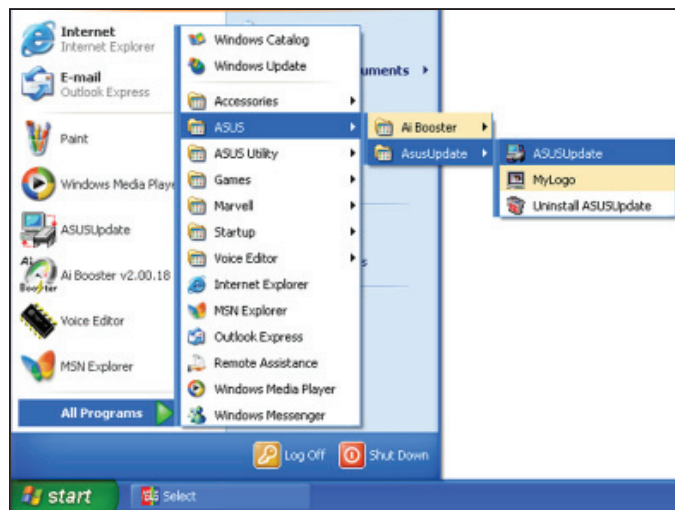 Internet
Internet Explorer
E-mail
Outlook Express
Paint
Windows Media Playe
ASUSUpdate
Ai Booster v2.00.18
Voice Editor
MSN Explorer
All Programs
Windows Catalog
Windows Update
Accessories
ASUS
ASUS Utility
Games
Marvell
Startup
Voice Editor
Internet Explorer
MSN Explorer
Outlook Express
Remote Assistance
Windows Media Player
Windows Messenger
uments
s
Ai Booster
AsusUpdate
ASUSUpdate
MyLogo
Uninstall ASUSUpdate
Log Off
Shut Down
start
Select